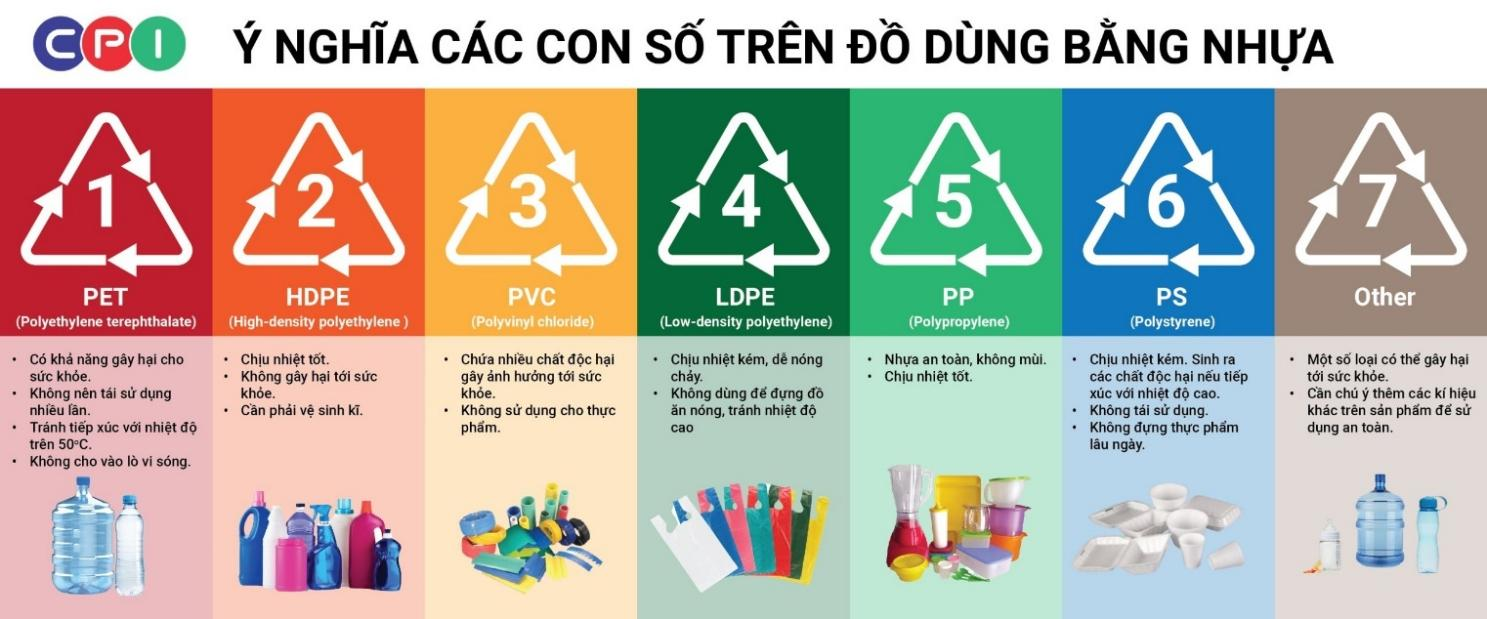 CPI
Ý NGHĨA CÁC CON SỐ TRÊN ĐỒ DÙNG BẰNG NHỰA
1
PET
(Polyethylene terephthalate)
• Có khả năng gây hại cho
sức khỏe.
• Không nên tái sử dụng
nhiều lần.
• Tránh tiếp xúc với nhiệt độ
trên 50°C.
• Không cho vào lò vi sóng.
2
HDPE
(High-density polyethylene )
• Chịu nhiệt tốt.
• Không gây hại tới sức
khỏe.
• Cần phải vệ sinh kĩ.
3
PVC
(Polyvinyl chloride)
• Chứa nhiều chất độc hại
gây ảnh hưởng tới sức
khỏe.
• Không sử dụng cho thực
phẩm.
4
LDPE
(Low-density polyethylene)
• Chịu nhiệt kém, dễ nóng
chảy.
• Không dùng để đựng đồ
ăn nóng, tránh nhiệt độ
cao
5
PP
(Polypropylene)
• Nhựa an toàn, không mùi.
• Chịu nhiệt tốt.
6
PS
(Polystyrene)
• Chịu nhiệt kém. Sinh ra
các chất độc hại nếu tiếp
xúc với nhiệt độ cao.
• Không tái sử dụng.
• Không đựng thực phẩm
lâu ngày.
7
Other
• Một số loại có thể gây hại
tới sức khỏe.
• Cần chú ý thêm các kí hiệu
khác trên sản phẩm để sử
dụng an toàn.